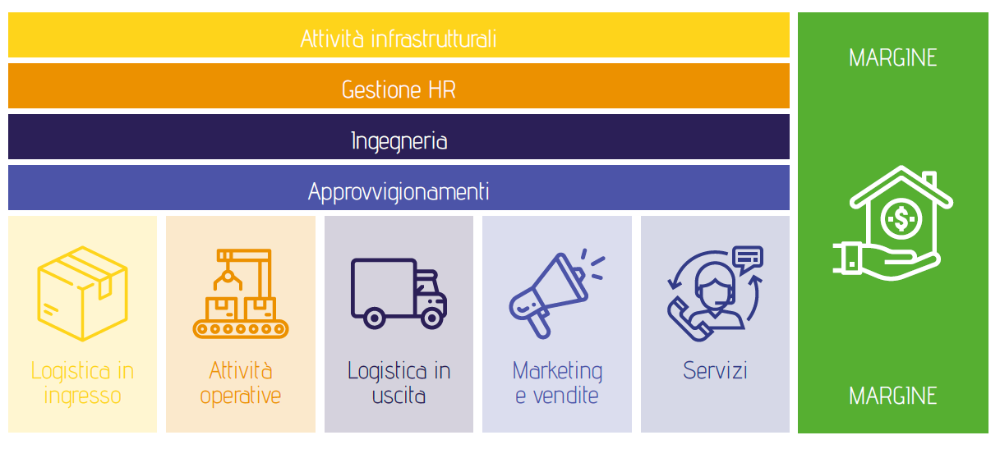 Attività infrastrutturali
MARGINE
Gestione HR
Ingegneria
Approvvigionamenti
$
Logistica in
ingresso
Attività
operative
Logistica in
uscita
Marketing
e vendite
Servizi
MARGINE